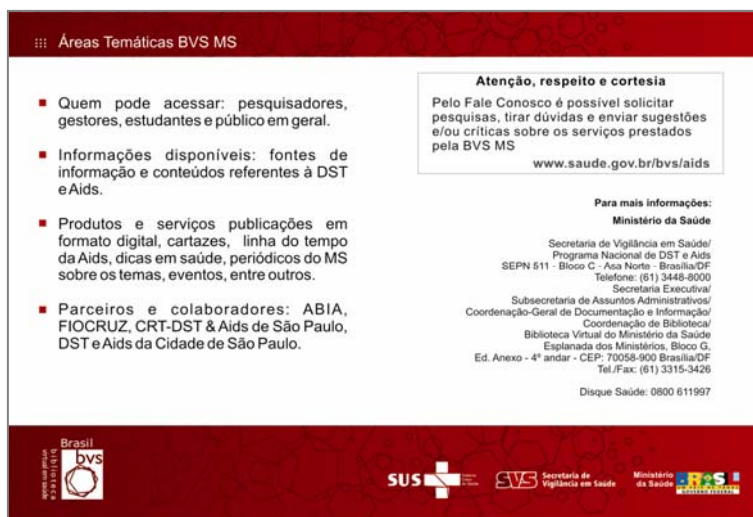 Áreas Temáticas BVS MS
Quem pode acessar: pesquisadores,
gestores, estudantes e público em geral.
Informações disponíveis: fontes de
informação e conteúdos referentes à DST
e Aids.
Produtos e serviços publicações em
formato digital, cartazes, linha do tempo
da Aids, dicas em saúde, periódicos do MS
sobre os temas, eventos, entre outros.
Parceiros e colaboradores: ABIA,
FIOCRUZ, CRT-DST & Aids de São Paulo,
DST e Aids da Cidade de São Paulo.
Atenção, respeito e cortesia
Pelo Fale Conosco é possível solicitar
pesquisas, tirar dúvidas e enviar sugestões
e/ou críticas sobre os serviços prestados
pela BVS MS
www.saude.gov.br/bvs/aids
Para mais informações:
Ministério da Saúde
Secretaria de Vigilância em Saúde/
Programa Nacional de DST e Aids
SEPN 511 - Bloco C - Asa Norte - Brasília/DF
Telefone: (61) 3448-8000
Secretaria Executiva/
Subsecretaria de Assuntos Administrativos/
Coordenação-Geral de Documentação e Informação/
Coordenação de Biblioteca/
Biblioteca Virtual do Ministério da Saúde
Esplanada dos Ministérios, Bloco G,
Ed. Anexo - 4º andar - CEP: 70058-900 Brasília/DF
Tel./Fax: (61) 3315-3426
Disque Saúde: 0800 611997
Brasil
bvs
biblioteca
virtual em saúde
SUS
SVS
Secretaria de
Vigilância em Saúde
Ministério
da Saúde
BRASIL
GOVERNO FEDERAL